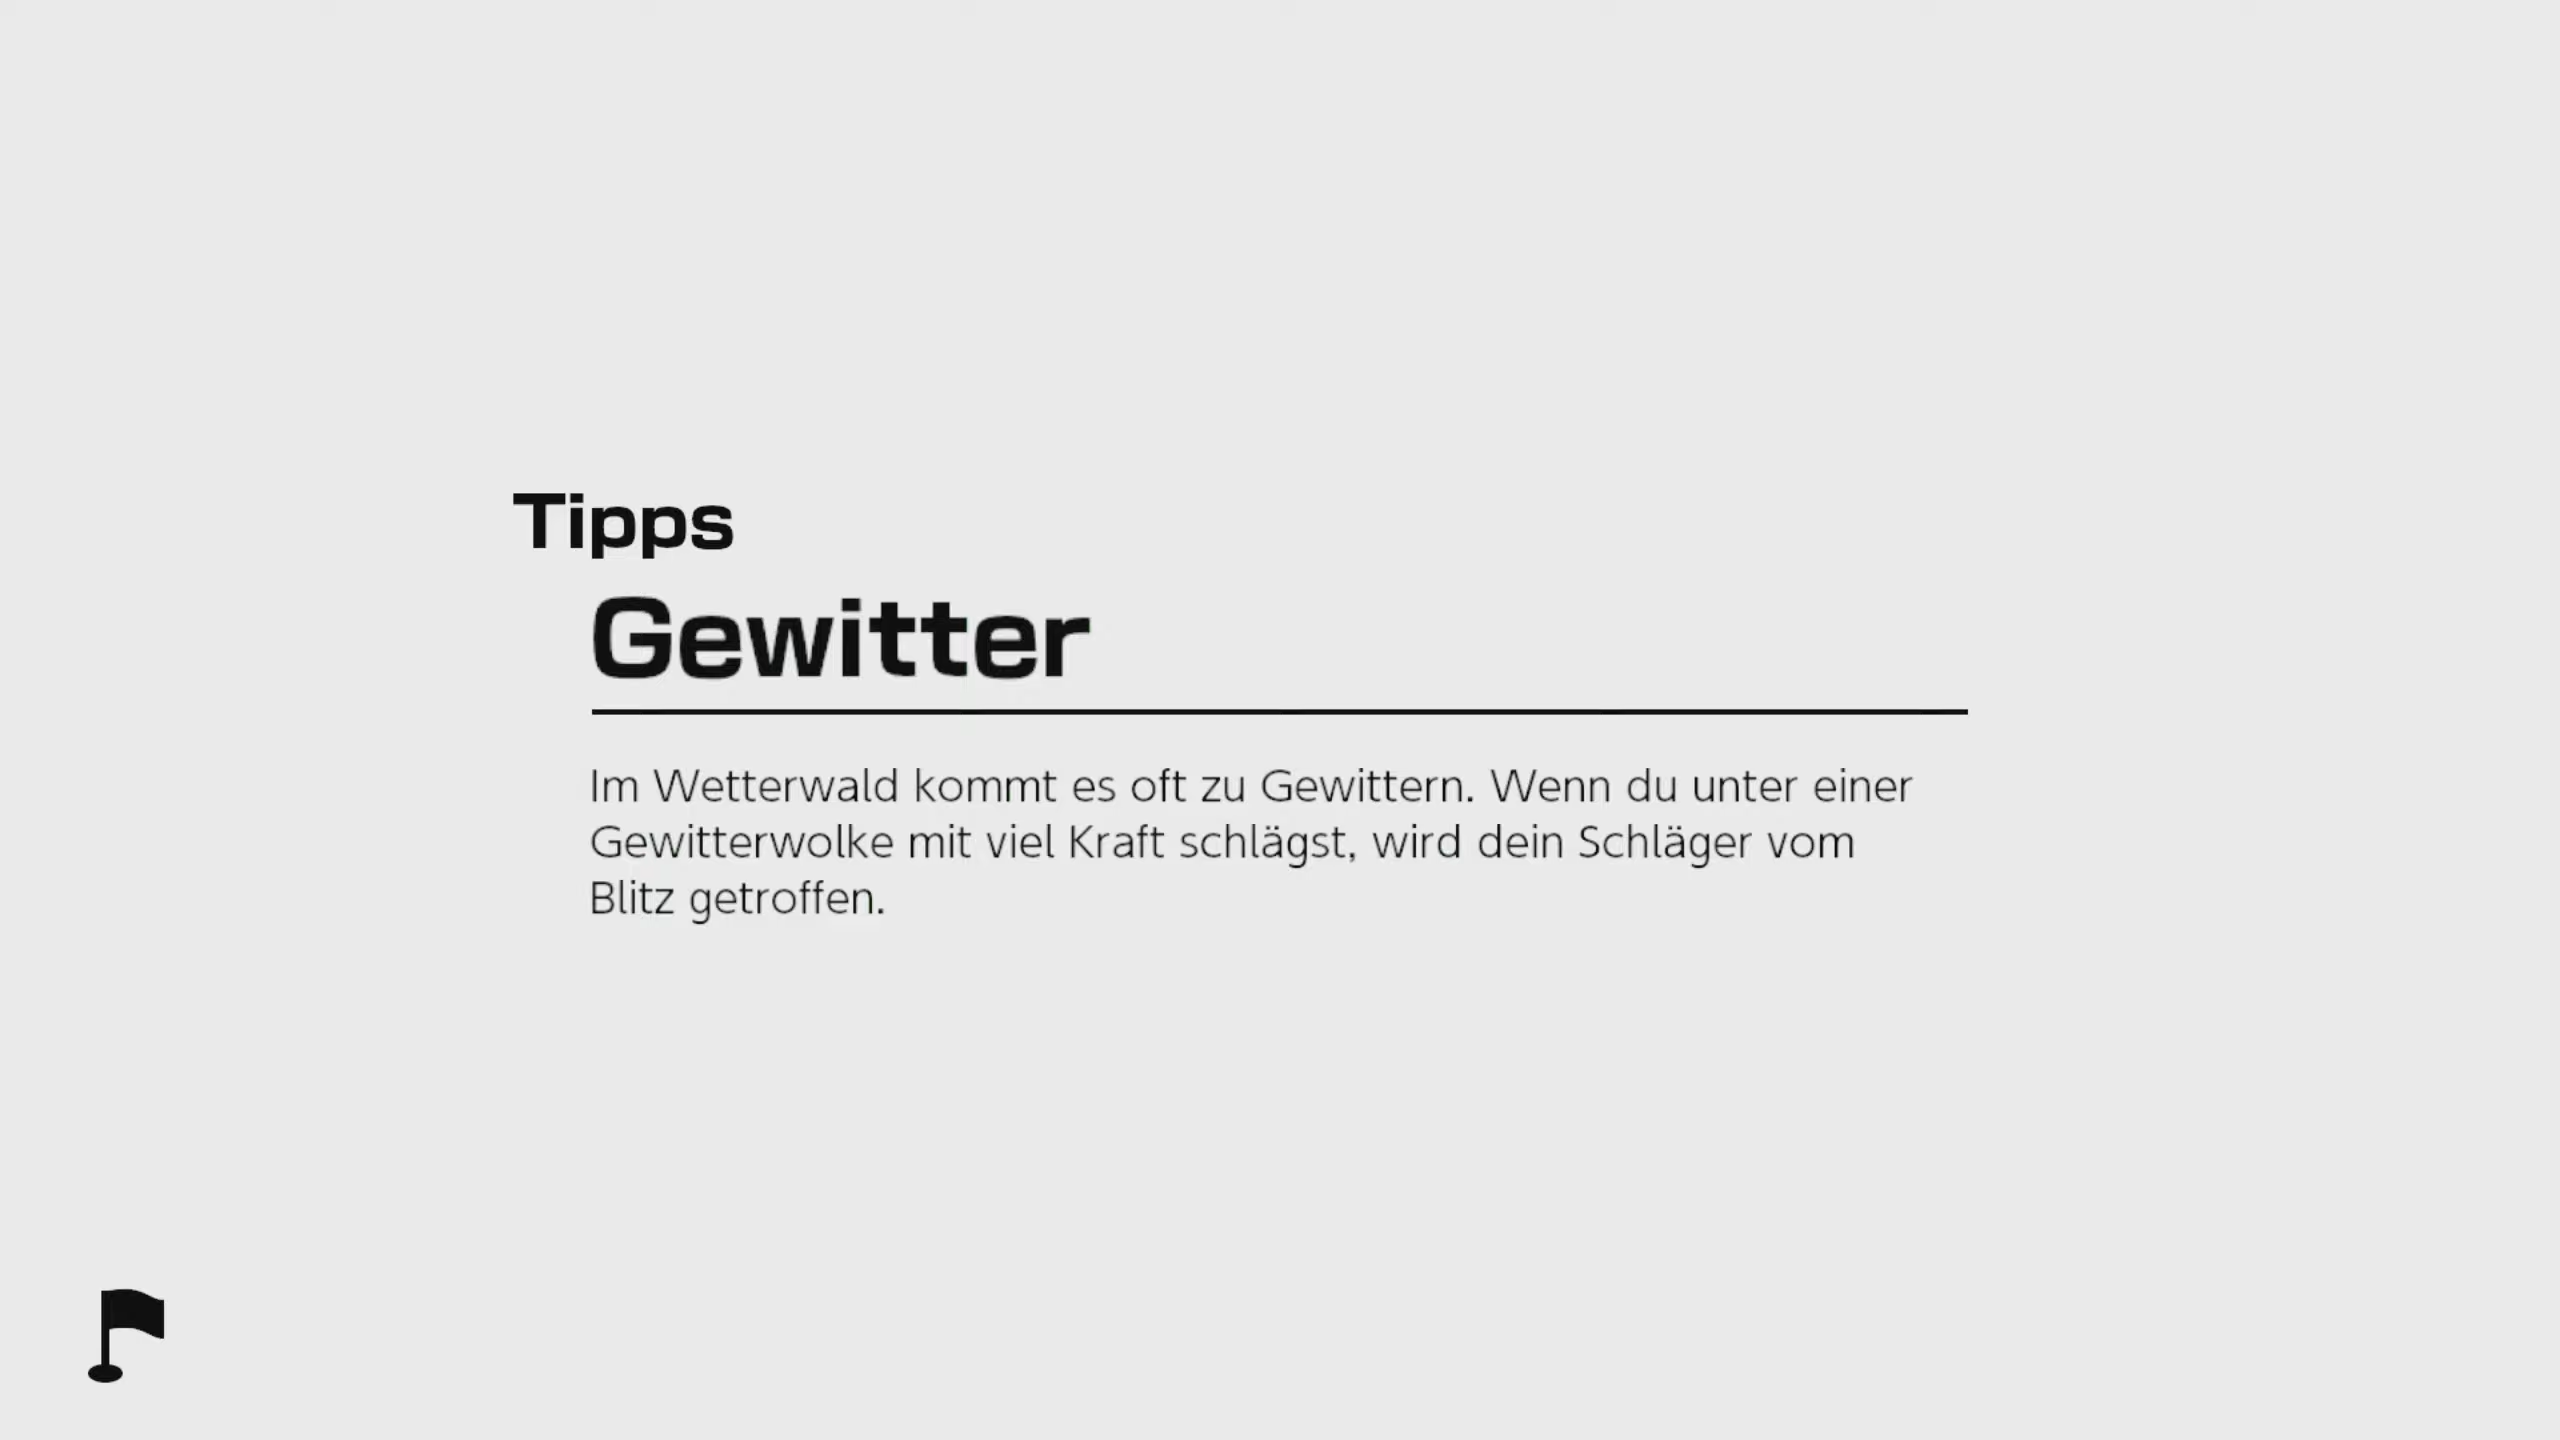 Tipps
Gewitter
Im Wetterwald kommt es oft zu Gewittern. Wenn du unter einer
Gewitterwolke mit viel Kraft schlägst, wird dein Schläger vom
Blitz getroffen.